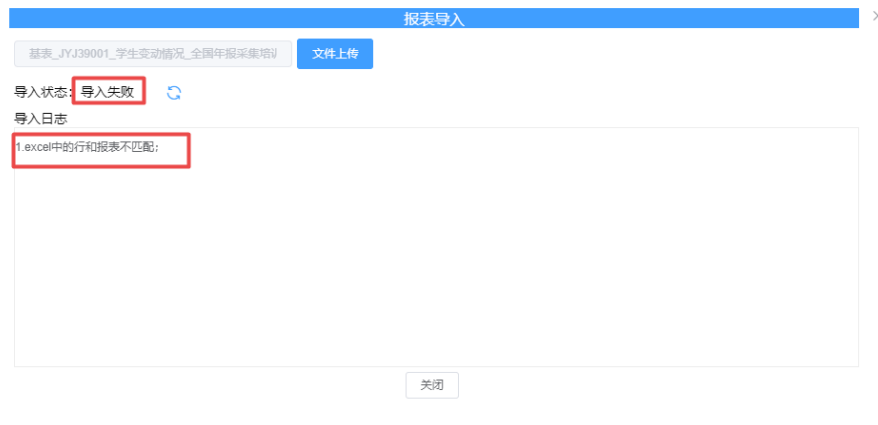 报表导入
基表_JYJ39001_学生变动情况_全国年报采集培训
文件上传
导入状态: 导入失败
导入日志
1.excel中的行和报表不匹配;
关闭